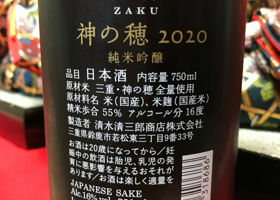 ZAKU
神の穂 2020
純米吟醸
品目 日本酒 内容量 750ml
原料米 三重・神の穂 全量使用
原材料名 米(国産)、米麹(国産米)
精米歩合 55% アルコール分 16度
製造者 清水清三郎商店株式会社
三重県鈴鹿市若松東三丁目9番33号
お酒は20歳になってから／妊
娠中の飲酒は胎児、乳児の発
育に悪影響を与えるおそれが
あります／お酒は楽しく適量を
JAPANESE SAKE
Alc.16% vol.